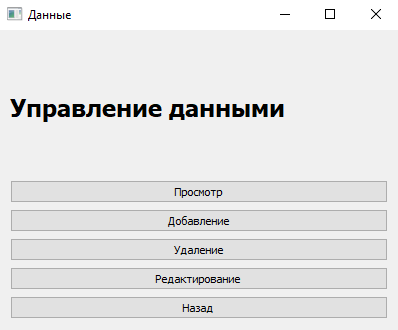 Данные
Управление данными
Просмотр
Добавление
Удаление
Редактирование
Назад